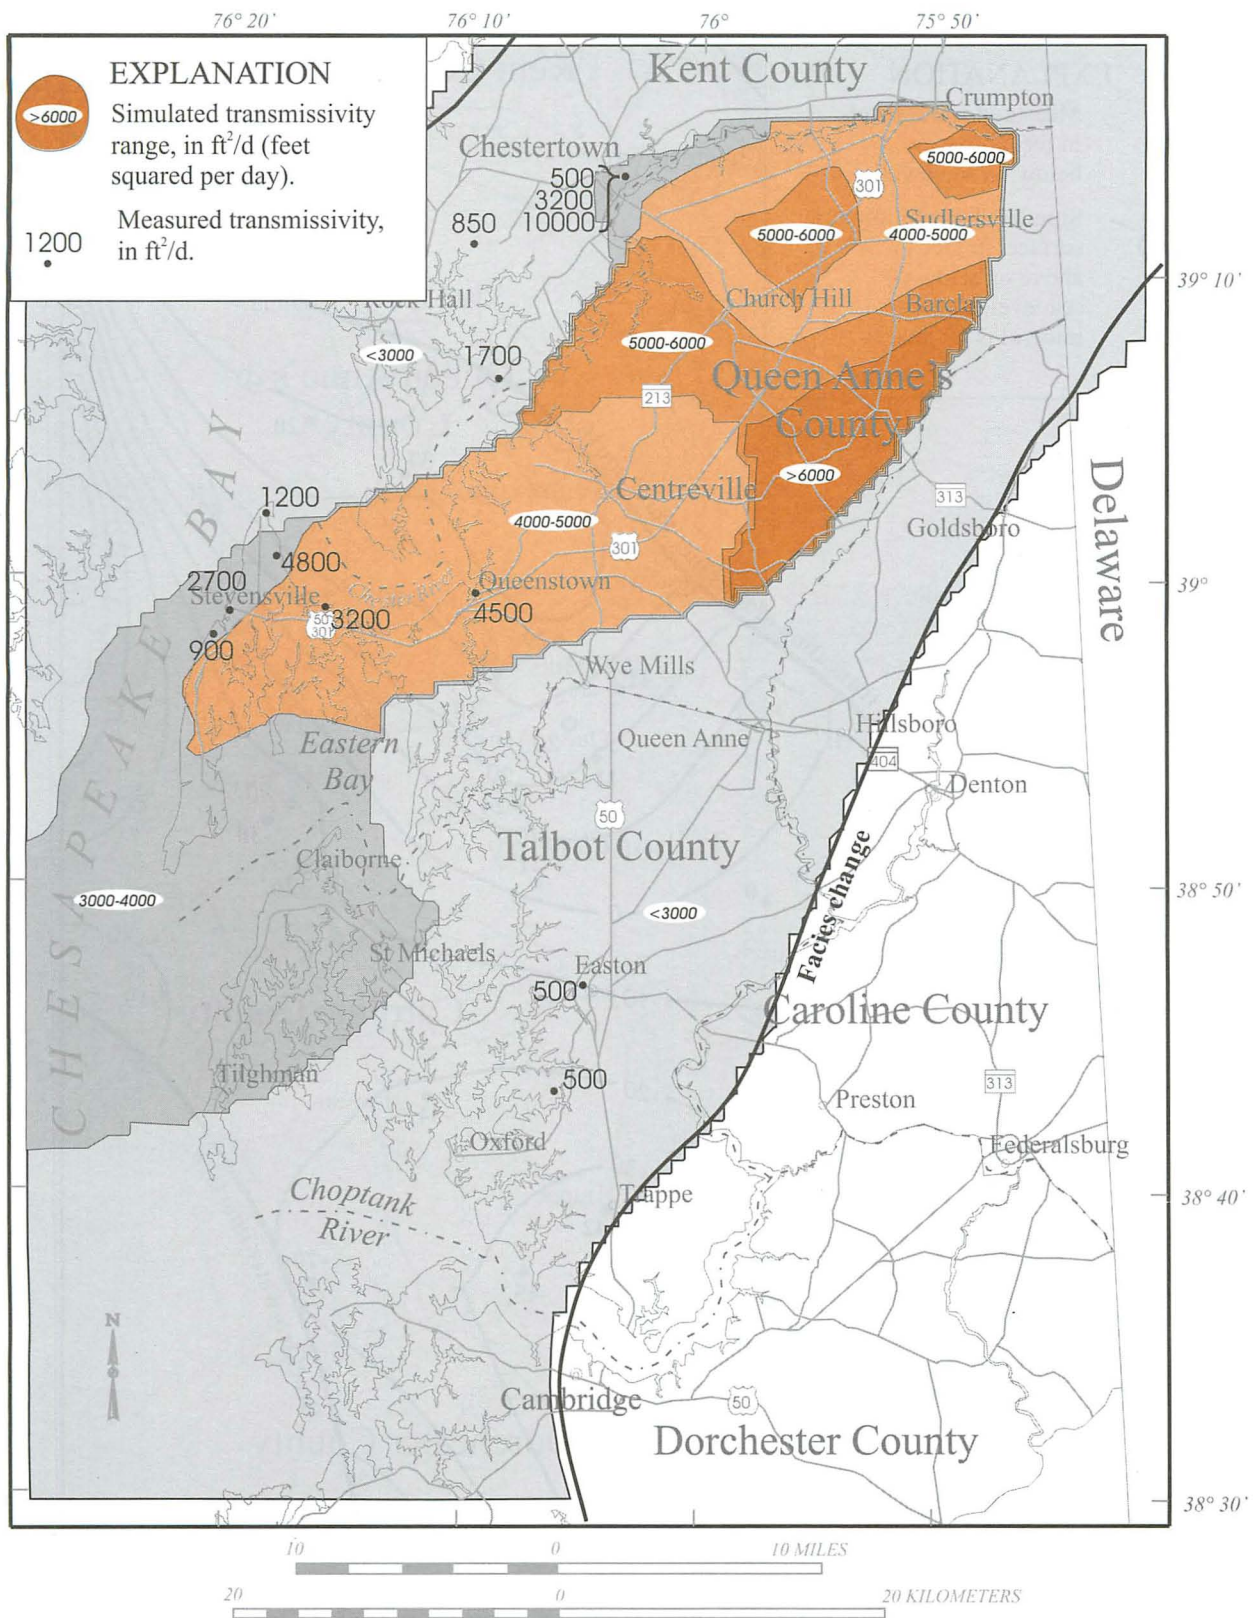 76° 20'
76° 10'
76°
75° 50'
EXPLANATION
>6000
Simulated transmissivity
range, in ft²/d (feet
squared per day).
1200
Measured transmissivity,
in ft²/d.
Kent County
Crumpton
Chestertown
500
3200
10000
850
5000-6000
301
Sudlersville
5000-6000
4000-5000
39° 10'
Rock Hall
Church Hill
Barclay
<3000
1700
5000-6000
Queen Anne's
County
213
>6000
Centreville
313
Goldsboro
Delaware
1200
4000-5000
301
4800
2700
Stevensville
Chester River
Queenstown
39°
3200
4500
50
301
900
Wye Mills
CHESAPEAKE BAY
Eastern
Bay
Queen Anne
Hillsboro
404
Denton
50
Talbot County
Claiborne
3000-4000
<3000
38° 50'
Facies change
St Michaels
Easton
500
Caroline County
Tilghman
500
313
Preston
Oxford
Federalsburg
Choptank
River
Trappe
38° 40'
N
Cambridge
50
Dorchester County
38° 30'
10 0 10 MILES
20 0 20 KILOMETERS